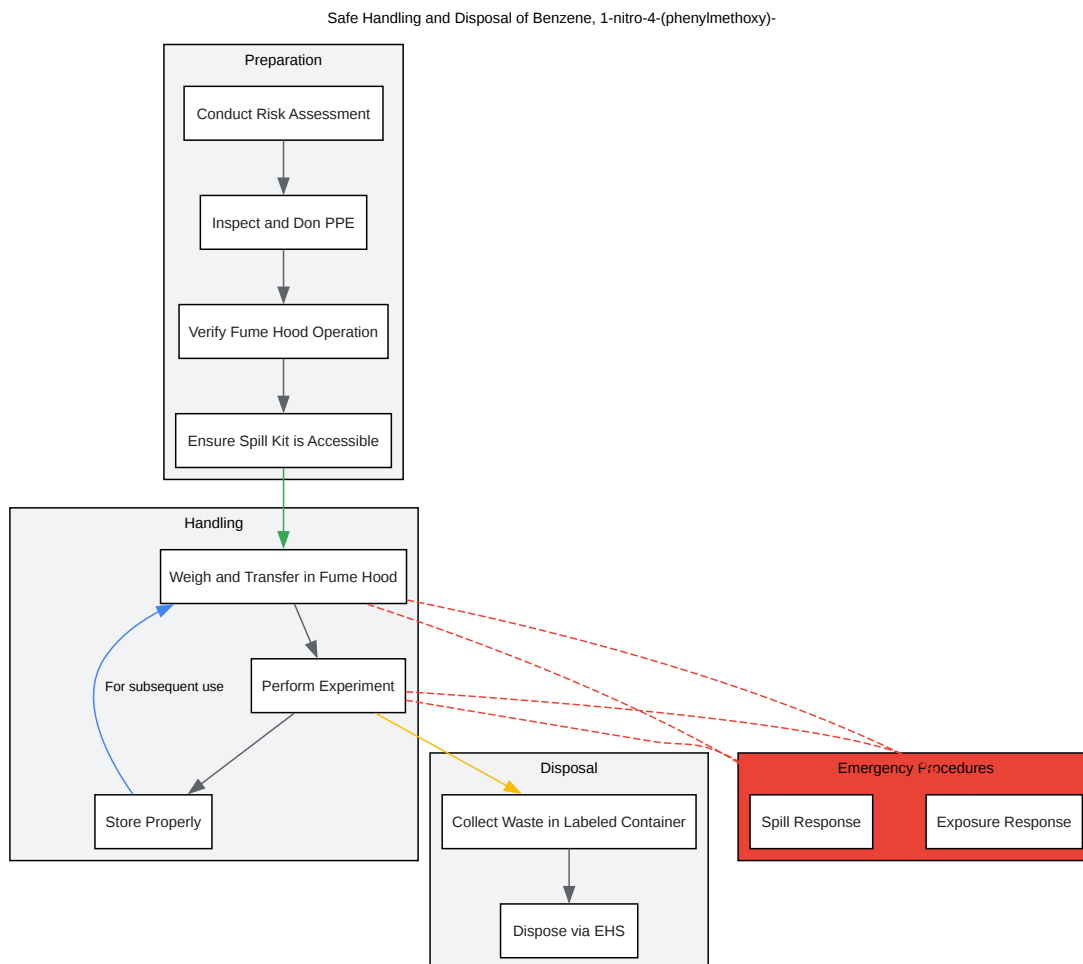 Safe Handling and Disposal of Benzene, 1-nitro-4-(phenylmethoxy)-
Preparation
Conduct Risk Assessment
Inspect and Don PPE
Verify Fume Hood Operation
Ensure Spill Kit is Accessible
Handling
Weigh and Transfer in Fume Hood
Perform Experiment
For subsequent use
Store Properly
Disposal
Collect Waste in Labeled Container
Dispose via EHS
Emergency Procedures
Spill Response
Exposure Response